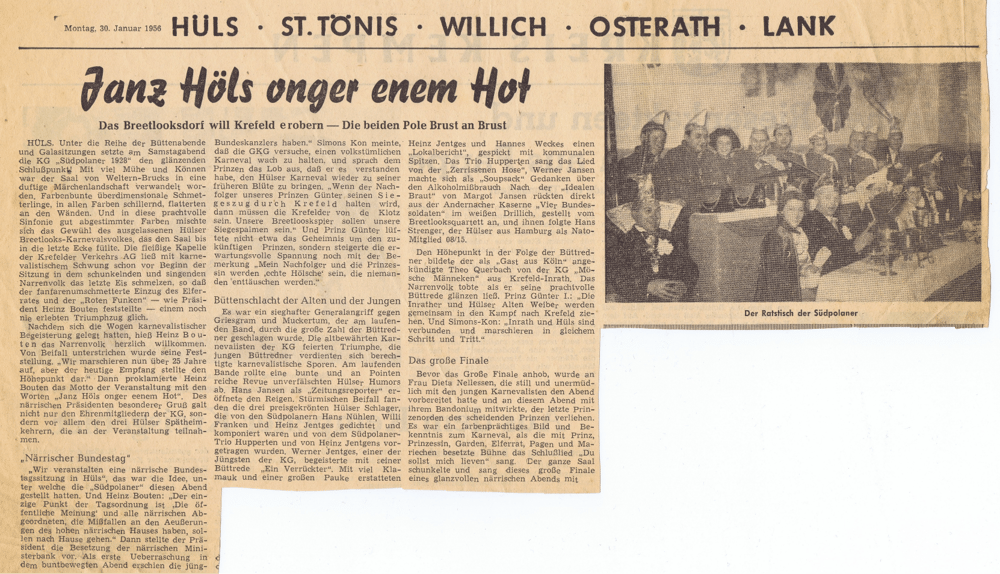 Montag, 30. Januar 1956
HÜLS · ST. TÖNIS · WILLICH · OSTERATH · LANK
Janz Höls onger enem Hot
Das Breetlooksdorf will Krefeld erobern — Die beiden Pole Brust an Brust
HÜLS. Unter die Reihe der Büttenabende
und Galasitzungen setzte am Samstagabend
die KG „Südpolaner 1928" den glänzenden
Schlußpunkt. Mit viel Mühe und Können
war der Saal von Weltern-Brucks in eine
duftige Märchenlandschaft verwandelt wor-
den, Farbenbunte überdimensionale Schmet-
terlinge, in allen Farben schillernd, flatterten
an den Wänden. Und in diese prachtvolle
Sinfonie gut abgestimmter Farben mischte
sich das Gewühl des ausgelassenen Hülser
Breetlooks-Karnevalsvolkes, das den Saal bis
in die letzte Ecke füllte. Die fleißige Kapelle
der Krefelder Verkehrs AG ließ mit karne-
valistischem Schwung schon vor Beginn der
Sitzung in dem schunkelnden und singenden
Narrenvolk das letzte Eis schmelzen, so daß
der fanfarenumschmetterte Einzug des Elfer-
rates und der „Roten Funken" — wie Präsi-
dent Heinz Bouten feststellte — einem noch
nie erlebten Triumphzug glich.
Nachdem sich die Wogen karnevalistischer
Begeisterung gelegt hatten, hieß Heinz Bou-
ten das Narrenvolk herzlich willkommen.
Von Beifall unterstrichen wurde seine Fest-
stellung, „Wir marschieren nun über 25 Jahre
auf, aber der heutige Empfang stellte den
Höhepunkt dar." Dann proklamierte Heinz
Bouten das Motto der Veranstaltung mit den
Worten „Janz Höls onger eenem Hot". Des
närrischen Präsidenten besonderer Gruß galt
nicht nur den Ehrenmitgliedern der KG, son-
dern vor allem den drei Hülser Spätheim-
kehrern, die an der Veranstaltung teilnah-
men.
„Närrischer Bundestag"
„Wir veranstalten eine närrische Bundes-
tagssitzung in Hüls", das war die Idee, un-
ter welche die „Südpolaner" diesen Abend
gestellt hatten. Und Heinz Bouten: „Der ein-
zige Punkt der Tagsordnung ist ‚Die öf-
fentliche Meinung' und alle närrischen Ab-
geordneten, die Mißfallen an den Aeußerun-
gen des hohen närrischen Hauses haben, sol-
len nach Hause gehen." Dann stellte der Prä-
sident die Besetzung der närrischen Mini-
sterbank vor. Als erste Ueberraschung in
dem buntbewegten Abend erschien die jüng-
Bundeskanzlers haben." Simons Kon meinte,
daß die GKG versuche, einen volkstümlichen
Karneval wach zu halten, und sprach dem
Prinzen das Lob aus, daß er es verstanden
habe, den Hülser Karneval wieder zu seiner
früheren Blüte zu bringen. „Wenn der Nach-
folger unseres Prinzen Günter seinen Sie-
geszug durch Krefeld halten wird,
dann müssen die Krefelder von de Klotz
sein. Unsere Breetlookspier sollen unsere
Siegespalmen sein." Und Prinz Günter lüf-
tete nicht etwa das Geheimnis um den zu-
künftigen Prinzen, sondern steigerte die er-
wartungsvolle Spannung noch mit der Be-
merkung „Mein Nachfolger und die Prinzes-
sin werden ‚echte Hölsche' sein, die nieman-
den enttäuschen werden."
Büttenschlacht der Alten und der Jungen
Es war ein sieghafter Generalangriff gegen
Griesgram und Muckertum, der am laufen-
den Band, durch die große Zahl der Büttred-
ner geschlagen wurde. Die altbewährten Kar-
nevalisten der KG feierten Triumphe, die
jungen Büttredner verdienten sich berech-
tigte karnevalistische Sporen. Am laufenden
Bande rollte eine bunte und an Pointen
reiche Revue unverfälschten Hülser Humors
ab. Hans Jansen als „Zeitungsreporter" er-
öffnete den Reigen. Stürmischen Beifall fan-
den die drei preisgekrönten Hülser Schlager,
die von den Südpolanern Hans Nühlen, Willi
Franken und Heinz Jentges gedichtet und
komponiert waren und von dem Südpolaner-
Trio Hupperten und von Heinz Jentgens vor-
getragen wurden. Werner Jentges, einer der
Jüngsten der KG, begeisterte mit seiner
Büttrede „Ein Verrückter". Mit viel Kla-
mauk und einer großen Pauke erstatteten
Heinz Jentges und Hannes Weckes einen
„Lokalbericht", gespickt mit kommunalen
Spitzen. Das Trio Hupperten sang das Lied
von der „Zerrissenen Hose", Werner Jansen
machte sich als „Soupsack" Gedanken über
den Alkoholmißbrauch Nach der „Idealen
Braut" von Margot Jansen rückten direkt
aus der Andernacher Kaserne „Vier Bundes-
soldaten" im weißen Drillich, gestellt vom
Breetlooksquartett an, und ihnen folgte Hans
Strenger, der Hülser aus Hamburg als Nato-
Mitglied 08/15.
Den Höhepunkt in der Folge der Büttred-
ner bildete der als „Gast aus Köln" ange-
kündigte Theo Querbach von der KG „Mö-
sche Männeken" aus Krefeld-Inrath. Das
Narrenvolk tobte als er seine prachtvolle
Büttrede glänzen ließ. Prinz Günter I.: „Die
Inrather und Hülser Alten Weiber werden
gemeinsam in den Kampf nach Krefeld zie-
hen. Und Simons-Kon: „Inrath und Hüls sind
verbunden und marschieren in gleichem
Schritt und Tritt."
Das große Finale
Bevor das Große Finale anhob, wurde an
Frau Dietz Nellessen, die still und unermüd-
lich mit den jungen Karnevalisten den Abend
vorbereitet hatte und an diesem Abend mit
ihrem Bandonium mitwirkte, der letzte Prin-
zenorden des scheidenden Prinzen verliehen.
Es war ein farbenprächtiges Bild und Be-
kenntnis zum Karneval, als die mit Prinz,
Prinzessin, Garden, Elferrat, Pagen und Ma-
riechen besetzte Bühne das Schlußlied „Du
sollst mich lieven" sang. Der ganze Saal
schunkelte und sang dieses große Finale
eines glanzvollen närrischen Abends mit
Der Ratstisch der Südpolaner